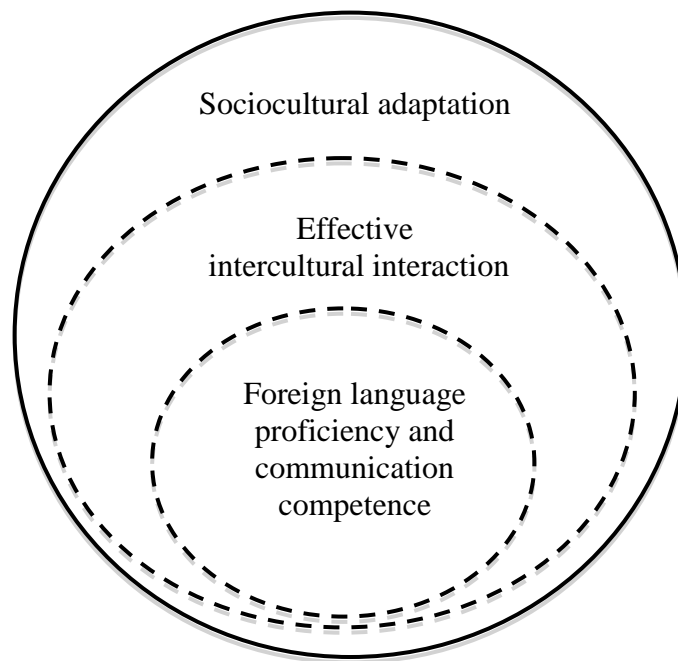 Sociocultural adaptation
Effective
intercultural interaction
Foreign language
proficiency and
communication
competence